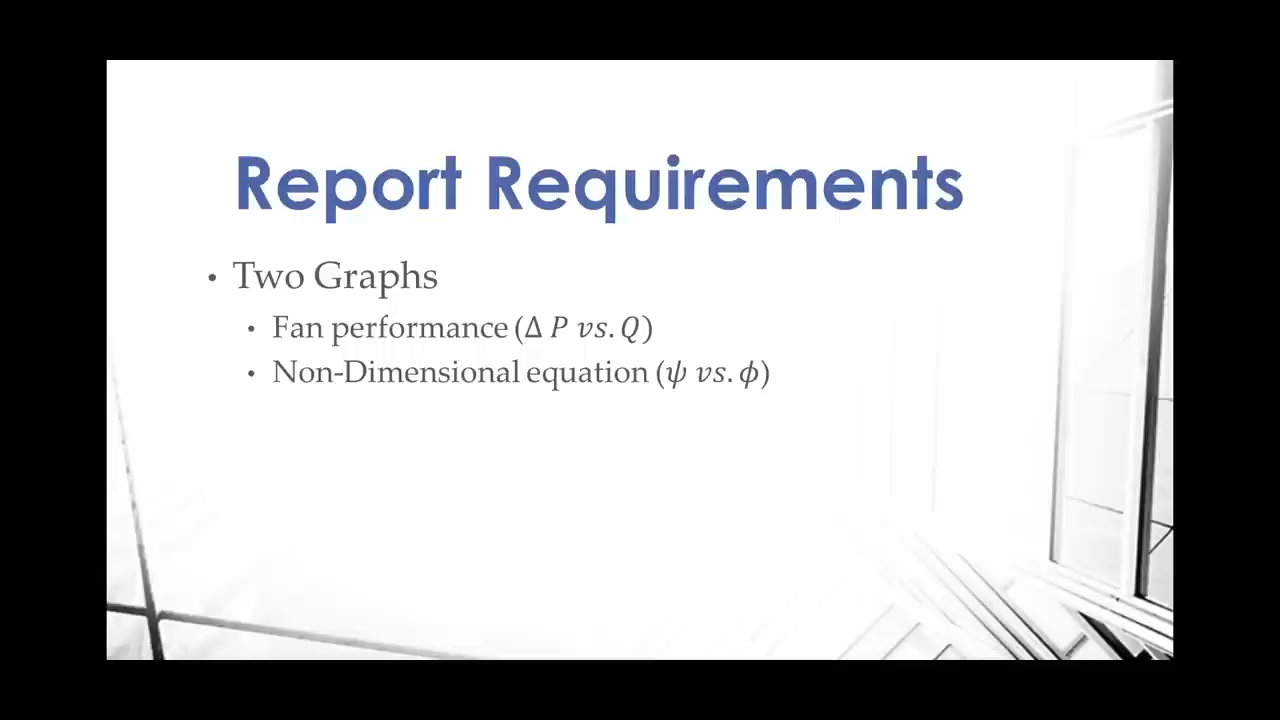 Report Requirements
• Two Graphs
• Fan performance (Δ P vs. Q)
• Non-Dimensional equation (ψ vs. ϕ)